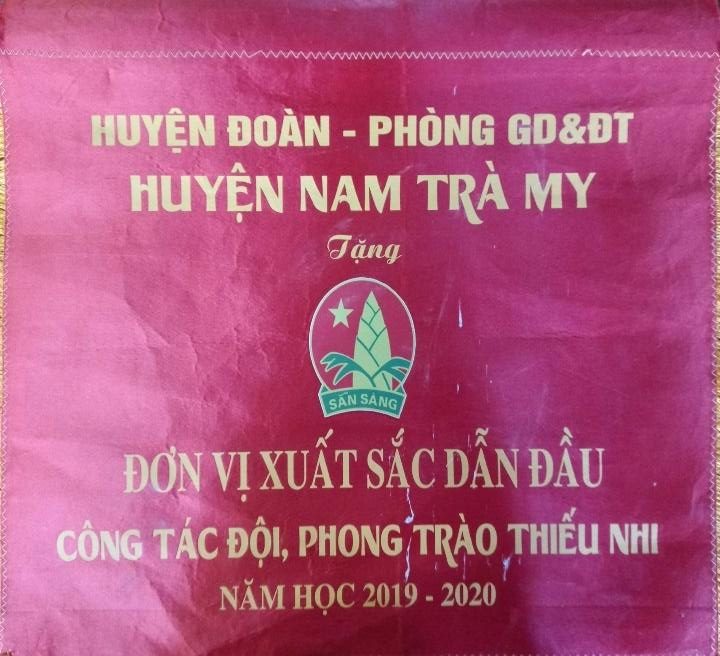 HUYỆN ĐOÀN - PHÒNG GD&ĐT
HUYỆN NAM TRÀ MY
Tặng
SẴN SÀNG
ĐƠN VỊ XUẤT SẮC DẪN ĐẦU
CÔNG TÁC ĐỘI, PHONG TRÀO THIẾU NHI
NĂM HỌC 2019 - 2020